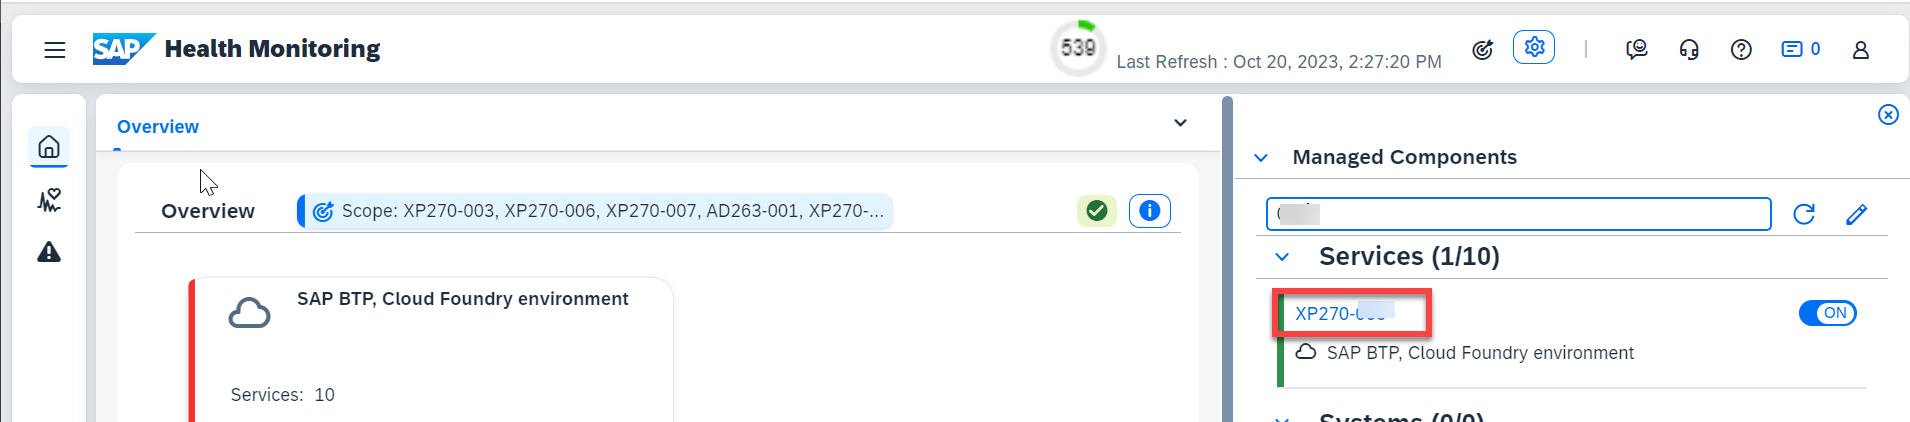 SAP Health Monitoring
539
Last Refresh : Oct 20, 2023, 2:27:20 PM
0
Overview
Overview
Scope: XP270-003, XP270-006, XP270-007, AD263-001, XP270-...
SAP BTP, Cloud Foundry environment
Services: 10
Managed Components
Services (1/10)
XP270-
ON
SAP BTP, Cloud Foundry environment
Systems (0/0)